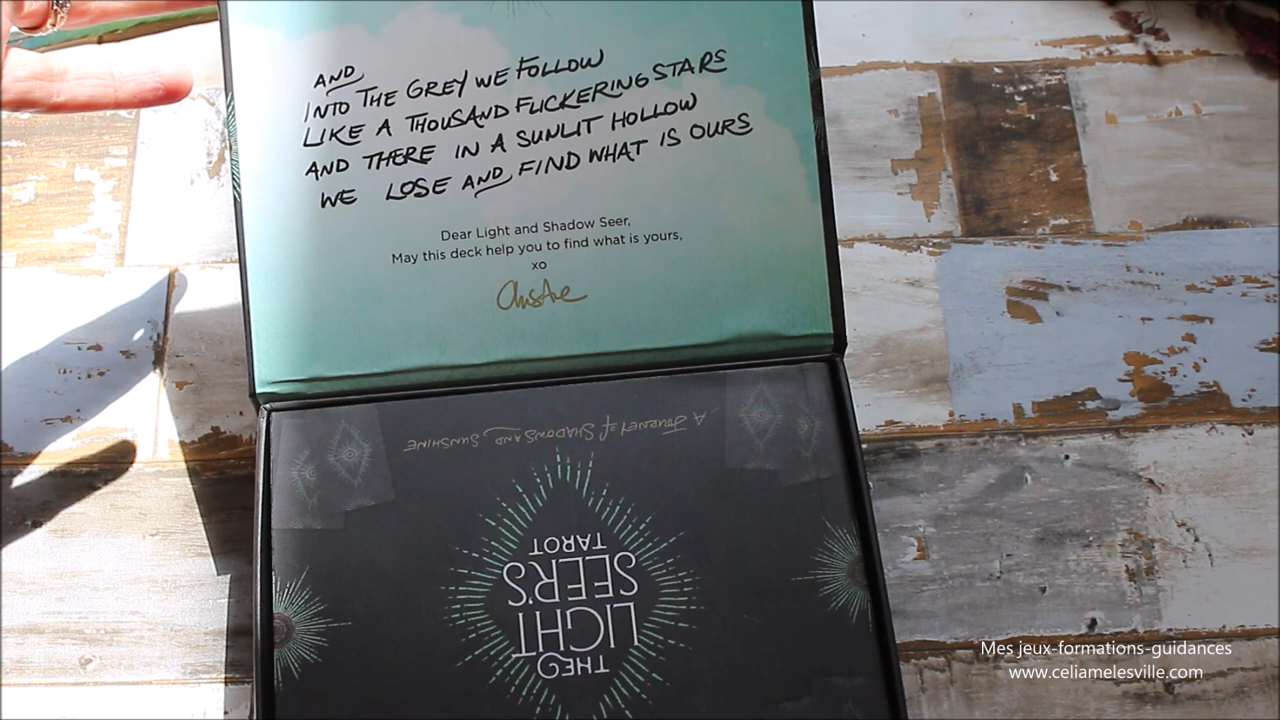 AND
INTO THE GREY WE FOLLOW
LIKE A THOUSAND FLICKERING STARS
AND THERE IN A SUNLIT HOLLOW
WE LOSE AND FIND WHAT IS OURS
Dear Light and Shadow Seer,
May this deck help you to find what is yours,
xo
Chris-Anne
A JOURNEY of SHADOWS AND SUNSHINE
THE
LIGHT
SEER'S
TAROT
Mes jeux-formations-guidances
www.celiamelesville.com